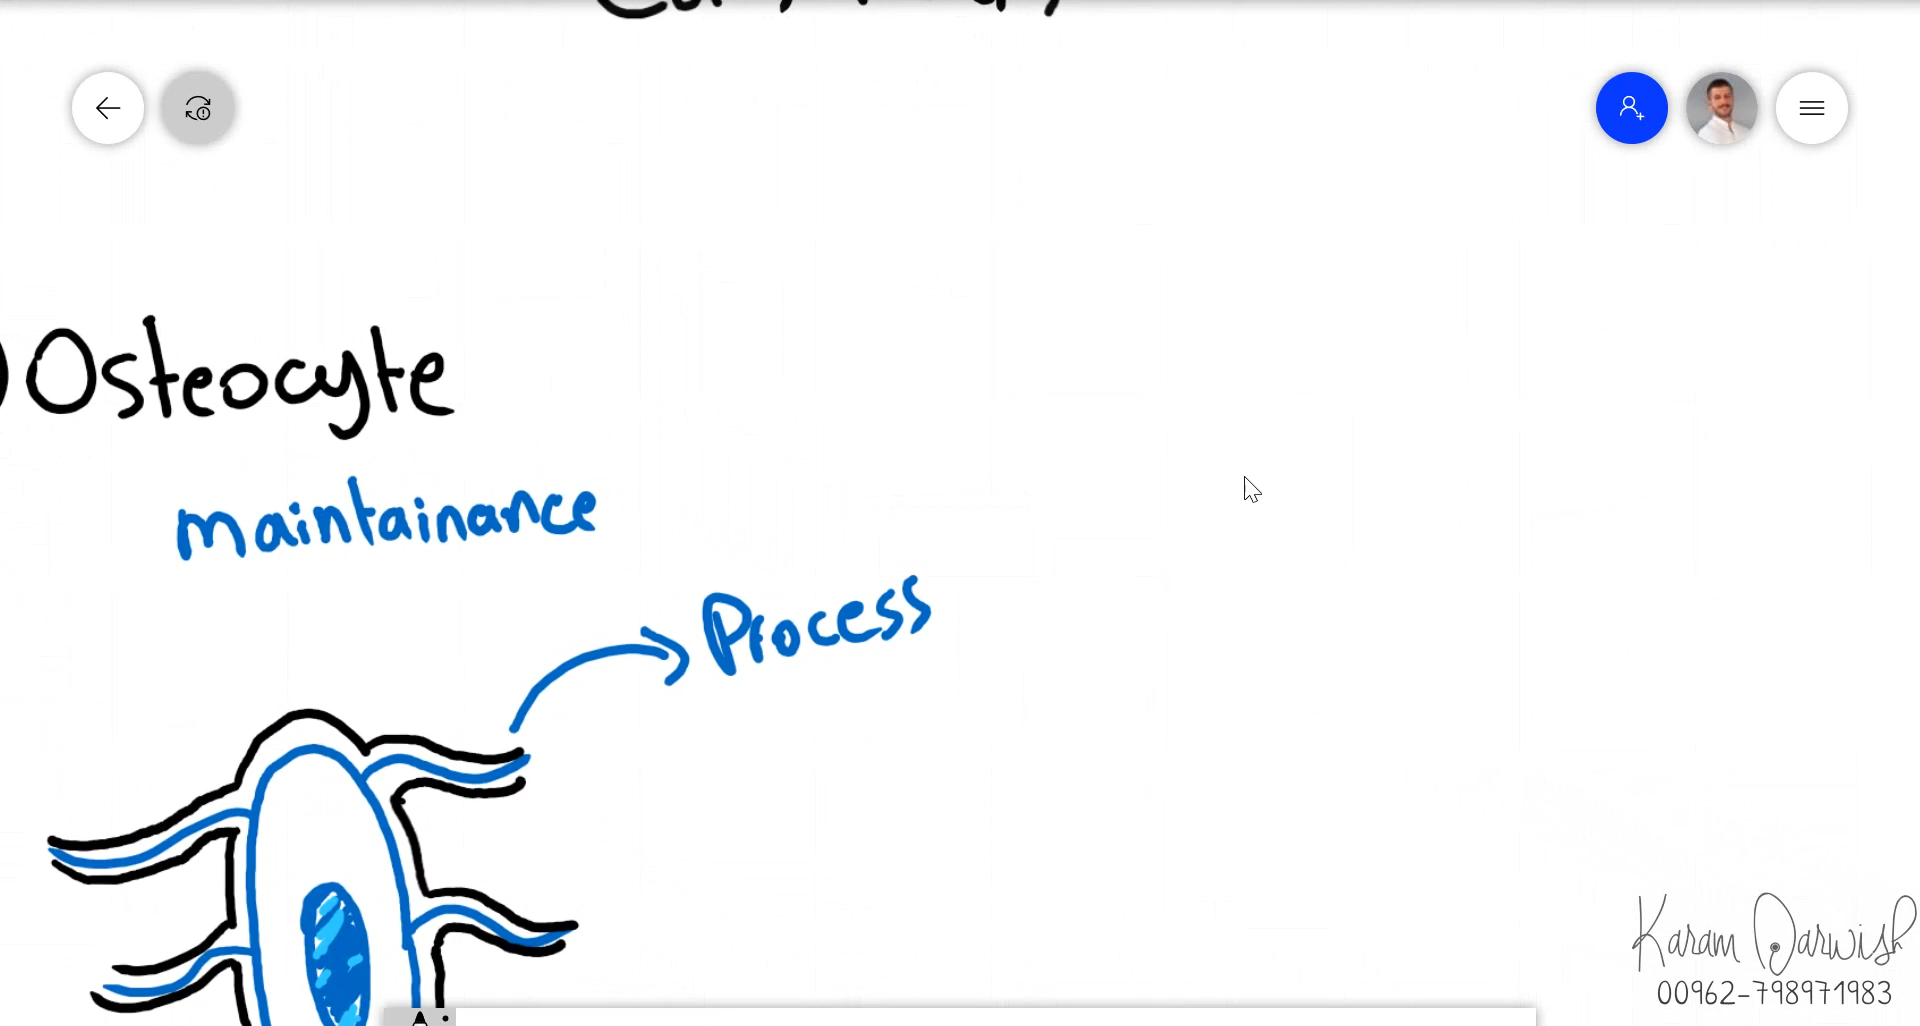 )Osteocyte
maintainance
Process
Karam Darwish
00962-798971983